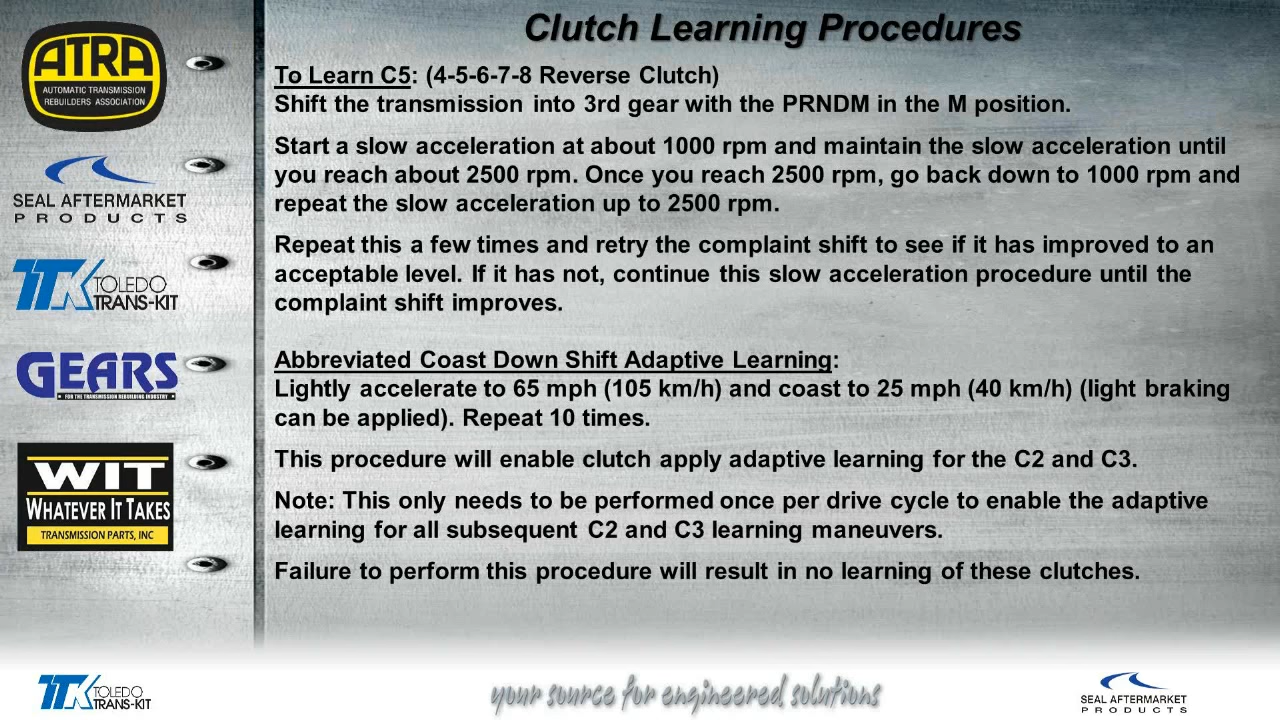 Clutch Learning Procedures
ATRA
AUTOMATIC TRANSMISSION
REBUILDERS ASSOCIATION
SEAL AFTERMARKET
PRODUCTS
TTK TOLEDO
TRANS-KIT
GEARS
• FOR THE TRANSMISSION REBUILDING INDUSTRY •
WIT
WHATEVER IT TAKES
TRANSMISSION PARTS, INC
To Learn C5: (4-5-6-7-8 Reverse Clutch)
Shift the transmission into 3rd gear with the PRNDM in the M position.
Start a slow acceleration at about 1000 rpm and maintain the slow acceleration until
you reach about 2500 rpm. Once you reach 2500 rpm, go back down to 1000 rpm and
repeat the slow acceleration up to 2500 rpm.
Repeat this a few times and retry the complaint shift to see if it has improved to an
acceptable level. If it has not, continue this slow acceleration procedure until the
complaint shift improves.
Abbreviated Coast Down Shift Adaptive Learning:
Lightly accelerate to 65 mph (105 km/h) and coast to 25 mph (40 km/h) (light braking
can be applied). Repeat 10 times.
This procedure will enable clutch apply adaptive learning for the C2 and C3.
Note: This only needs to be performed once per drive cycle to enable the adaptive
learning for all subsequent C2 and C3 learning maneuvers.
Failure to perform this procedure will result in no learning of these clutches.
TTK TOLEDO
TRANS-KIT
your source for engineered solutions
SEAL AFTERMARKET
PRODUCTS